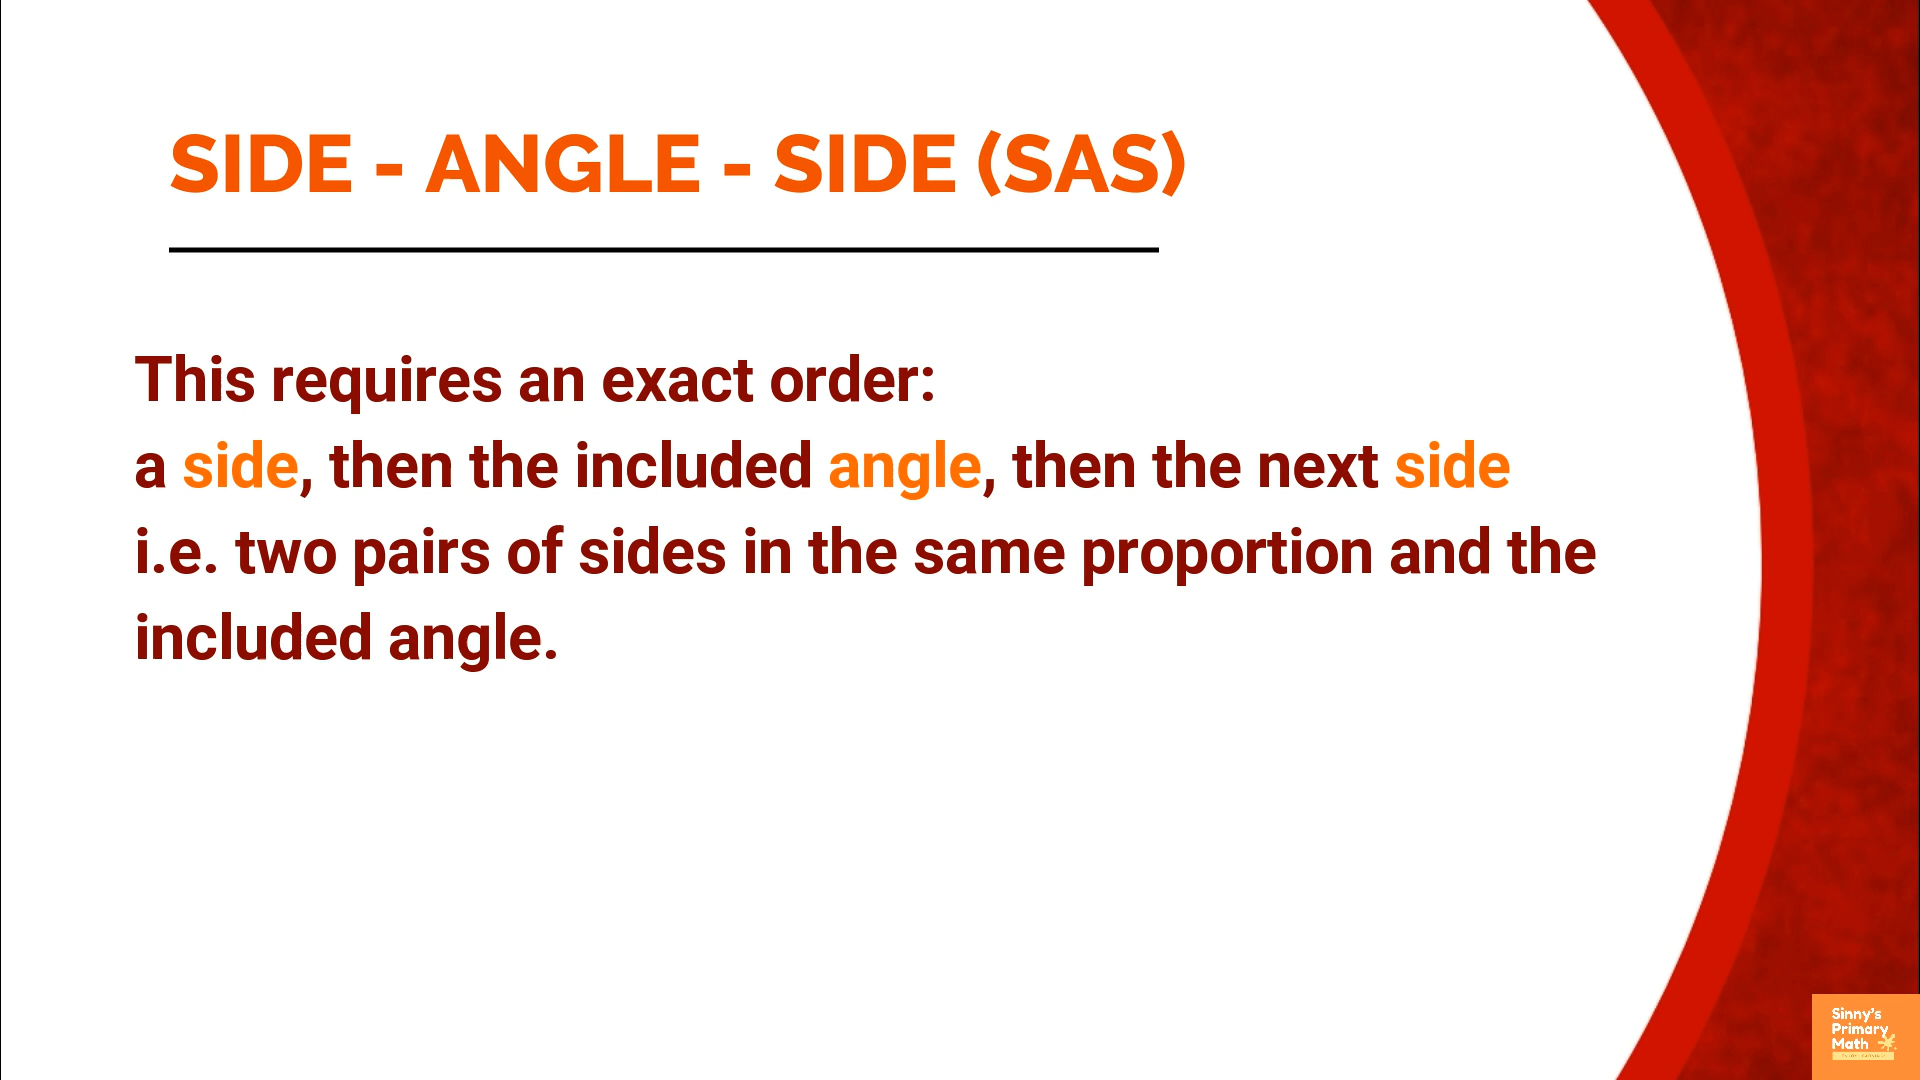 SIDE - ANGLE - SIDE (SAS)
This requires an exact order:
a side, then the included angle, then the next side
i.e. two pairs of sides in the same proportion and the
included angle.
Sinny's
Primary
Math